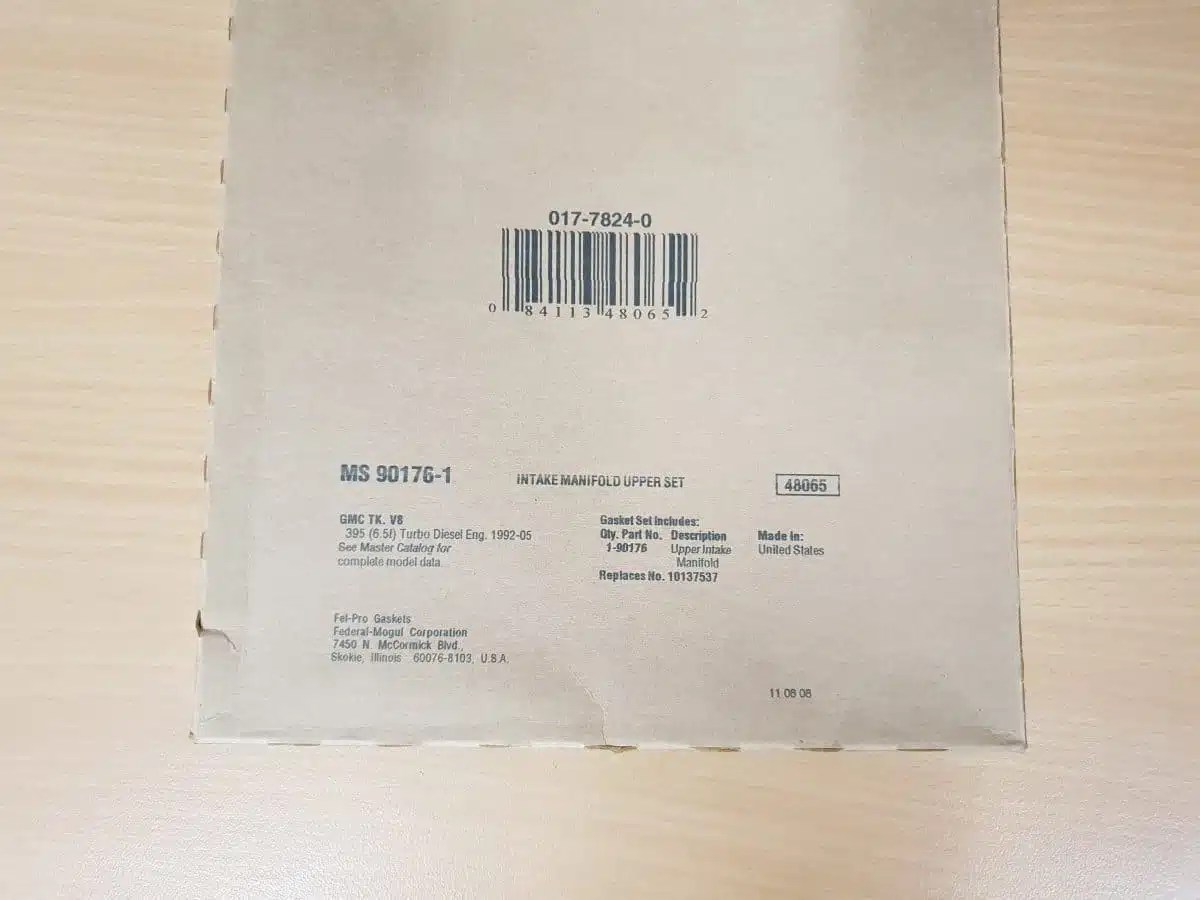 017-7824-0
0 84113 48065 2
MS 90176-1 INTAKE MANIFOLD UPPER SET 48065
GMC TK. V8
395 (6.5ℓ) Turbo Diesel Eng. 1992-05
See Master Catalog for
complete model data.
Gasket Set Includes:
Qty. Part No. Description
1-90176 Upper Intake
Manifold
Replaces No. 10137537
Made in:
United States
Fel-Pro Gaskets
Federal-Mogul Corporation
7450 N. McCormick Blvd.,
Skokie, Illinois 60076-8103, U.S.A.
11 08 08